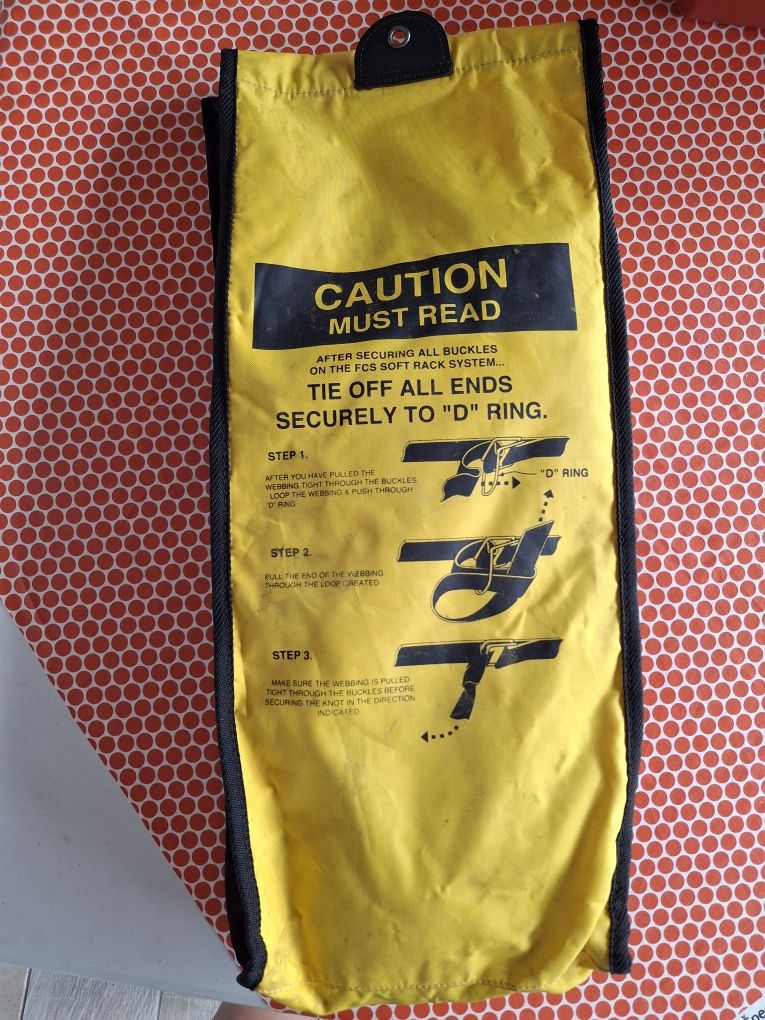 CAUTION
MUST READ
AFTER SECURING ALL BUCKLES
ON THE FCS SOFT RACK SYSTEM...
TIE OFF ALL ENDS
SECURELY TO "D" RING.
STEP 1.
AFTER YOU HAVE PULLED THE
WEBBING TIGHT THROUGH THE BUCKLES
- LOOP THE WEBBING & PUSH THROUGH
"D" RING
"D" RING
STEP 2.
PULL THE END OF THE WEBBING
THROUGH THE LOOP CREATED
STEP 3.
MAKE SURE THE WEBBING IS PULLED
TIGHT THROUGH THE BUCKLES BEFORE
SECURING THE KNOT IN THE DIRECTION
INDICATED